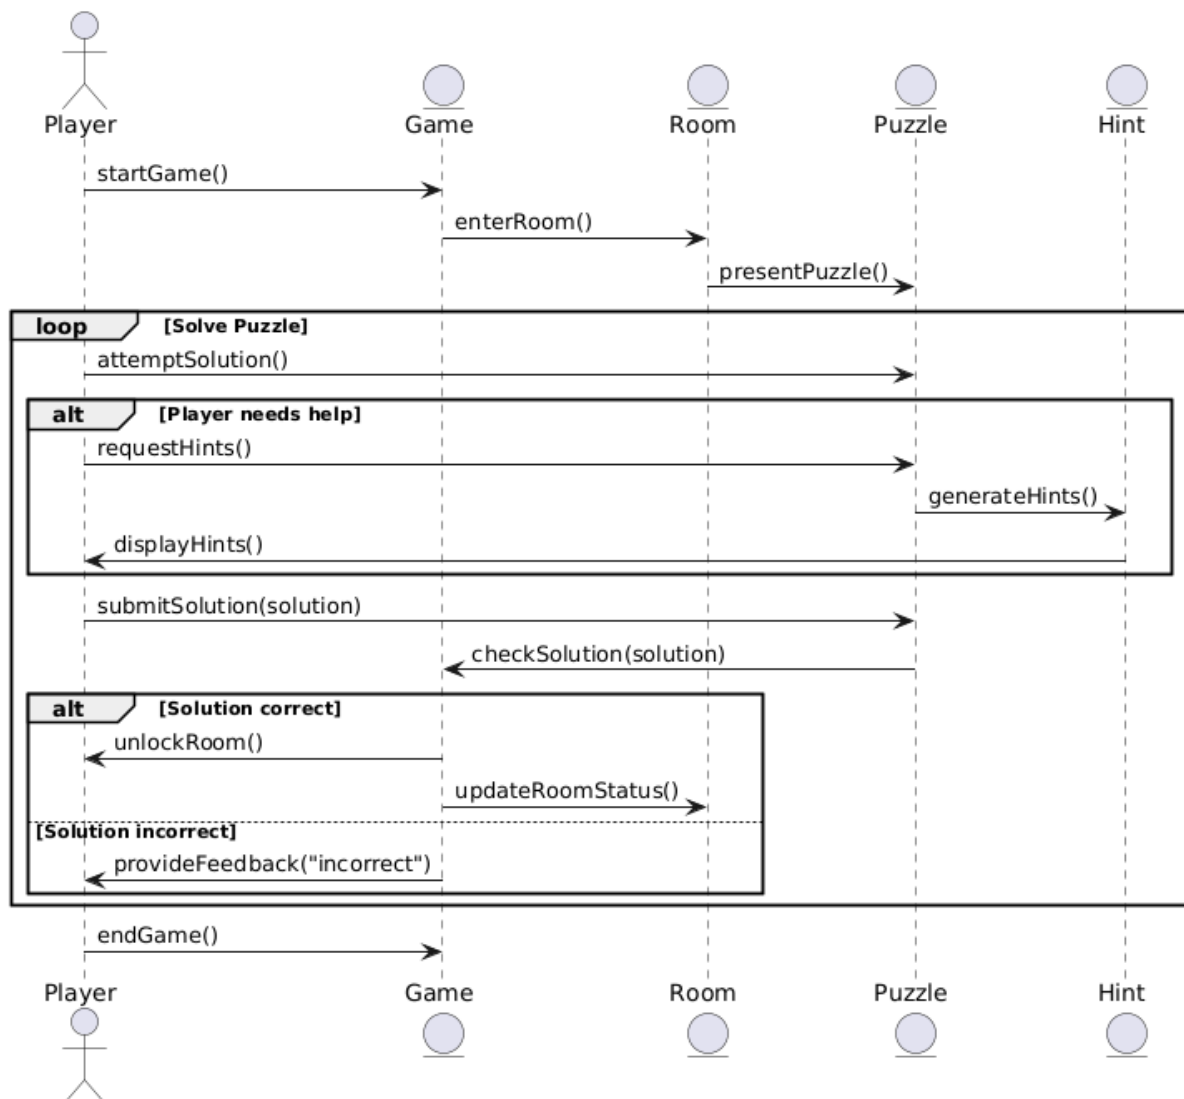 Player Game Room Puzzle Hint
startGame()
enterRoom()
presentPuzzle()
loop [Solve Puzzle]
attemptSolution()
alt [Player needs help]
requestHints()
generateHints()
displayHints()
submitSolution(solution)
checkSolution(solution)
alt [Solution correct]
unlockRoom()
updateRoomStatus()
[Solution incorrect]
provideFeedback("incorrect")
endGame()
Player Game Room Puzzle Hint